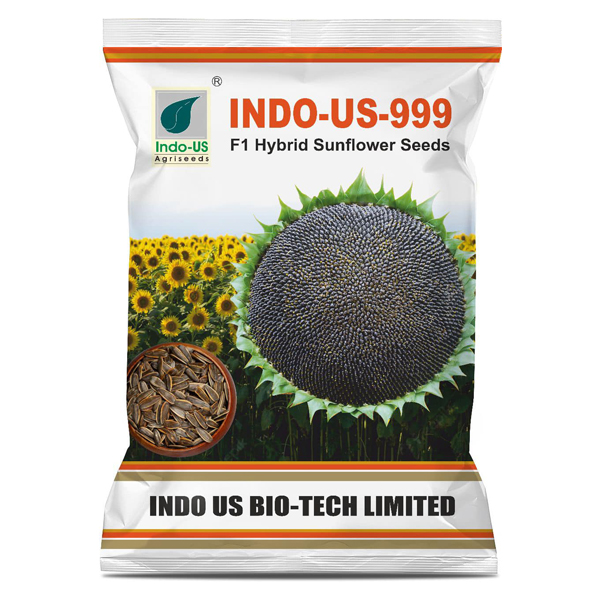 ®
INDO-US-999
F1 Hybrid Sunflower Seeds
Indo-US
Agriseeds
INDO US BIO-TECH LIMITED